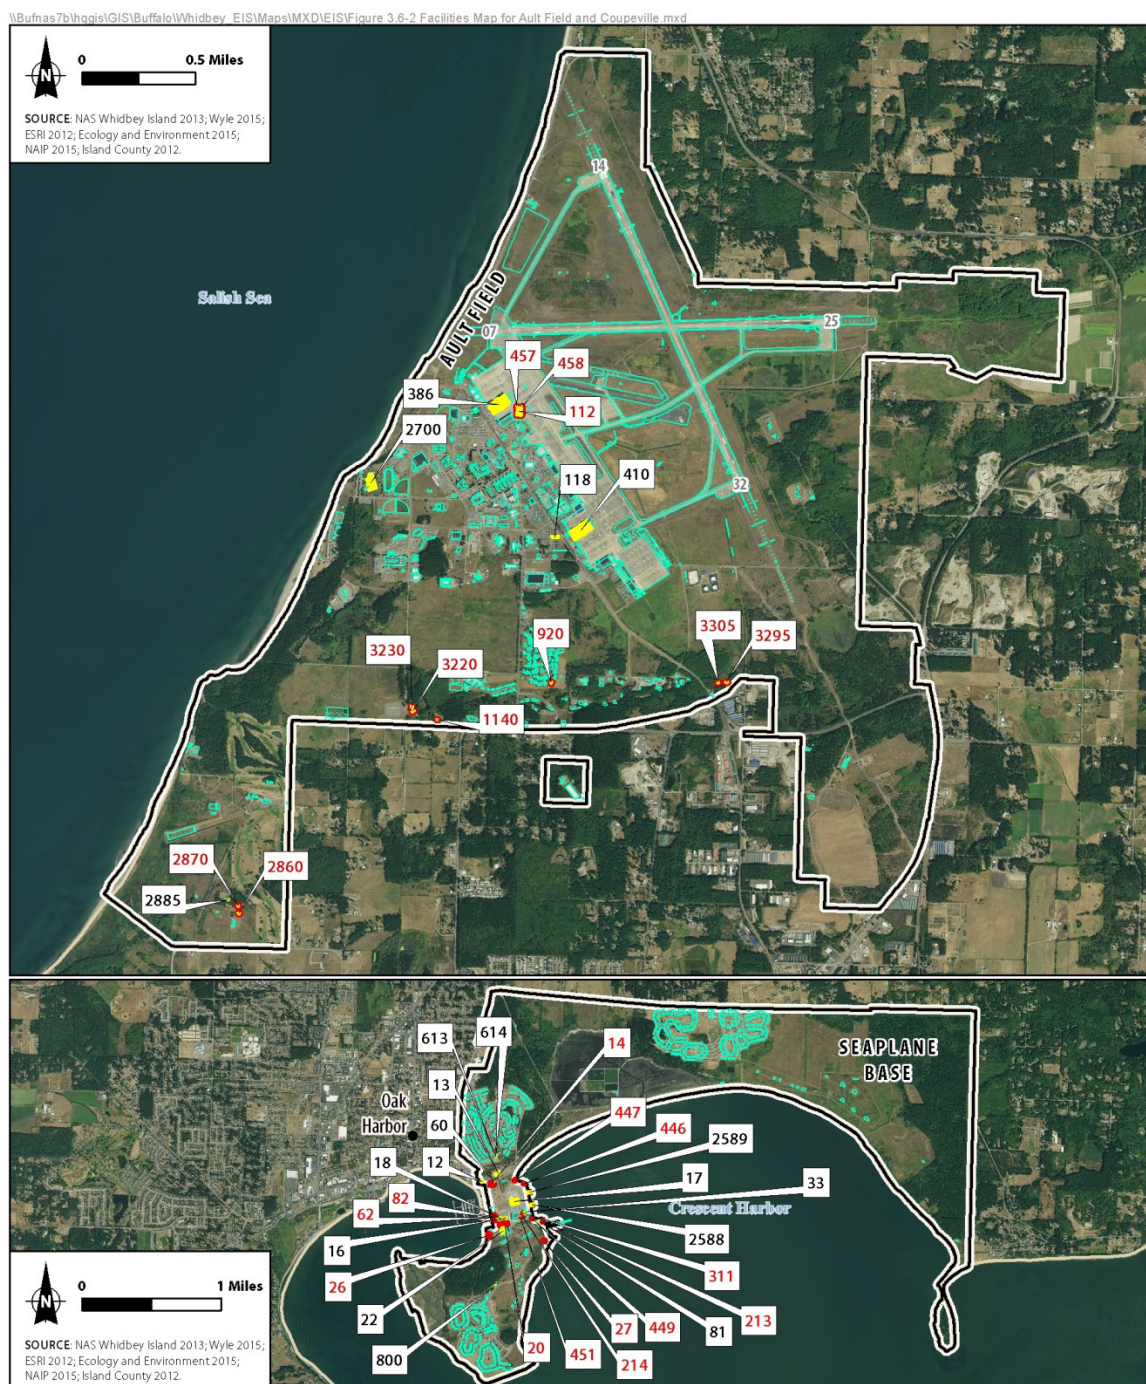 \\Bufnas7b\hqgis\GIS\Buffalo\Whidbey_EIS\Maps\MXD\EIS\Figure 3.6-2 Facilities Map for Ault Field and Coupeville.mxd
N
0 0.5 Miles
SOURCE: NAS Whidbey Island 2013; Wyle 2015;
ESRI 2012; Ecology and Environment 2015;
NAIP 2015; Island County 2012.
14
Salish Sea
AULT FIELD
07
25
457
458
386
112
2700
118
410
32
3230
3220
920
3305
3295
1140
2870
2860
2885
613
614
14
SEAPLANE
BASE
13
Oak
Harbor
447
60
446
2589
18
12
17
33
82
62
Crescent Harbor
16
2588
26
311
22
213
27
449
81
800
20
451
214
N
0 1 Miles
SOURCE: NAS Whidbey Island 2013; Wyle 2015;
ESRI 2012; Ecology and Environment 2015;
NAIP 2015; Island County 2012.